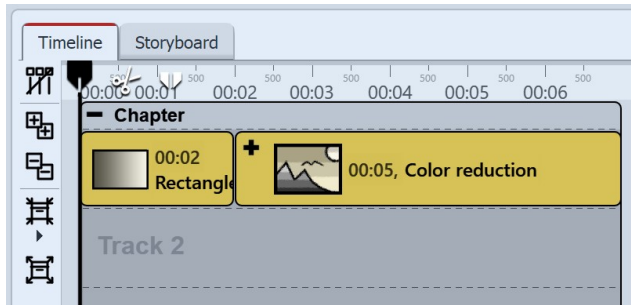 Timeline Storyboard
500 500 500 500 500 500 500
00:00 00:01 00:02 00:03 00:04 00:05 00:06
Chapter
00:02
Rectangle
00:05, Color reduction
Track 2